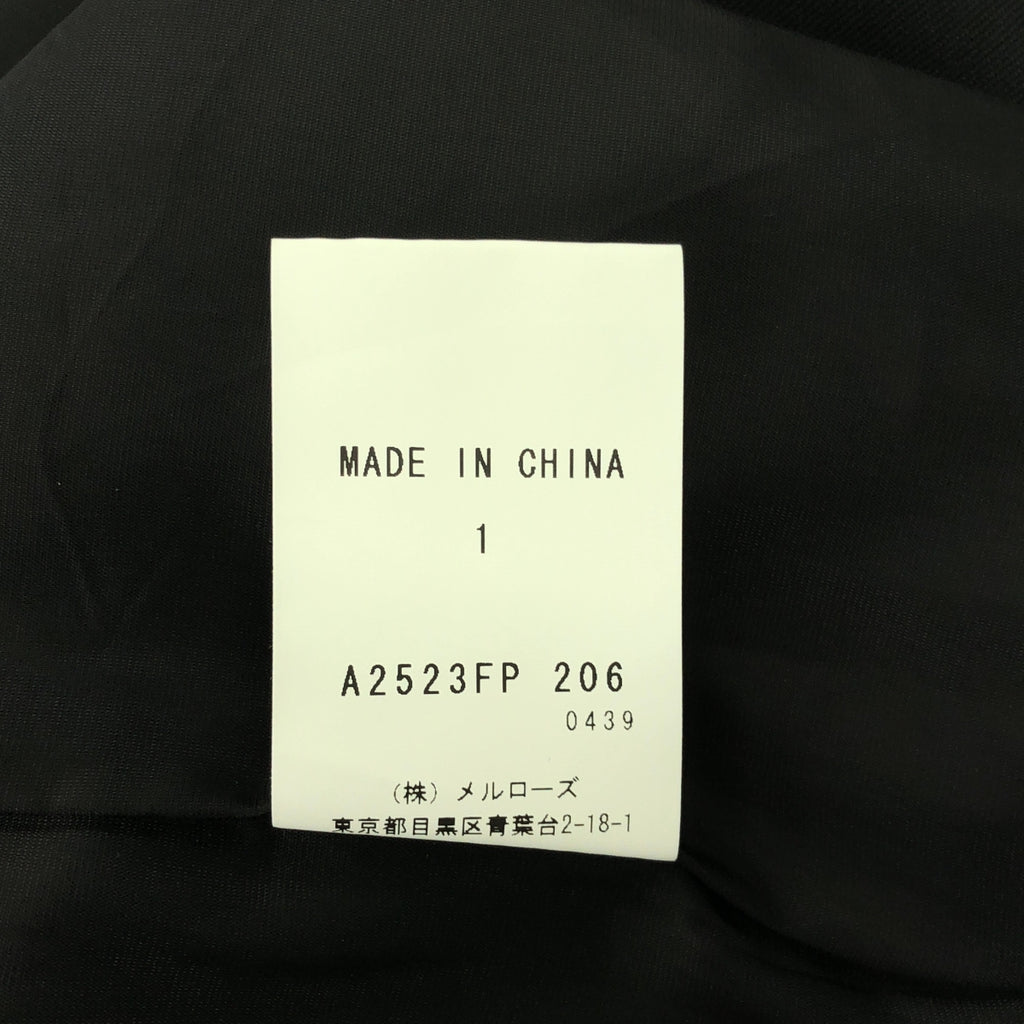 MADE IN CHINA
1
A2523FP 206
0439
(株) メルローズ
東京都目黒区青葉台2-18-1